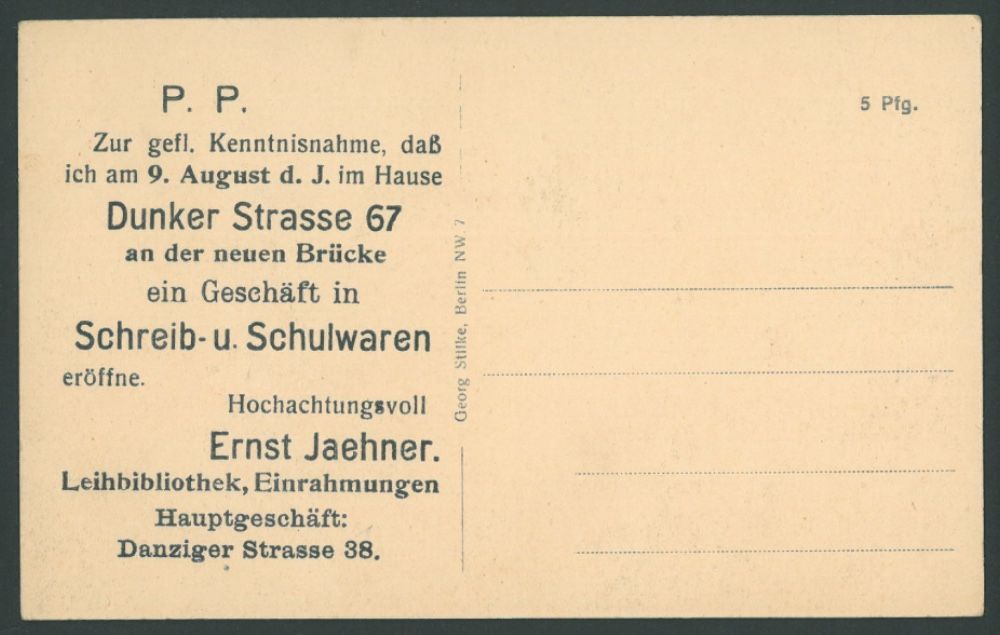 P. P.
Zur gefl. Kenntnisnahme, daß
ich am 9. August d. J. im Hause
Dunker Strasse 67
an der neuen Brücke
ein Geschäft in
Schreib- u. Schulwaren
eröffne.
Hochachtungsvoll
Ernst Jaehner.
Leihbibliothek, Einrahmungen
Hauptgeschäft:
Danziger Strasse 38.
Georg Stilke, Berlin NW. 7
5 Pfg.